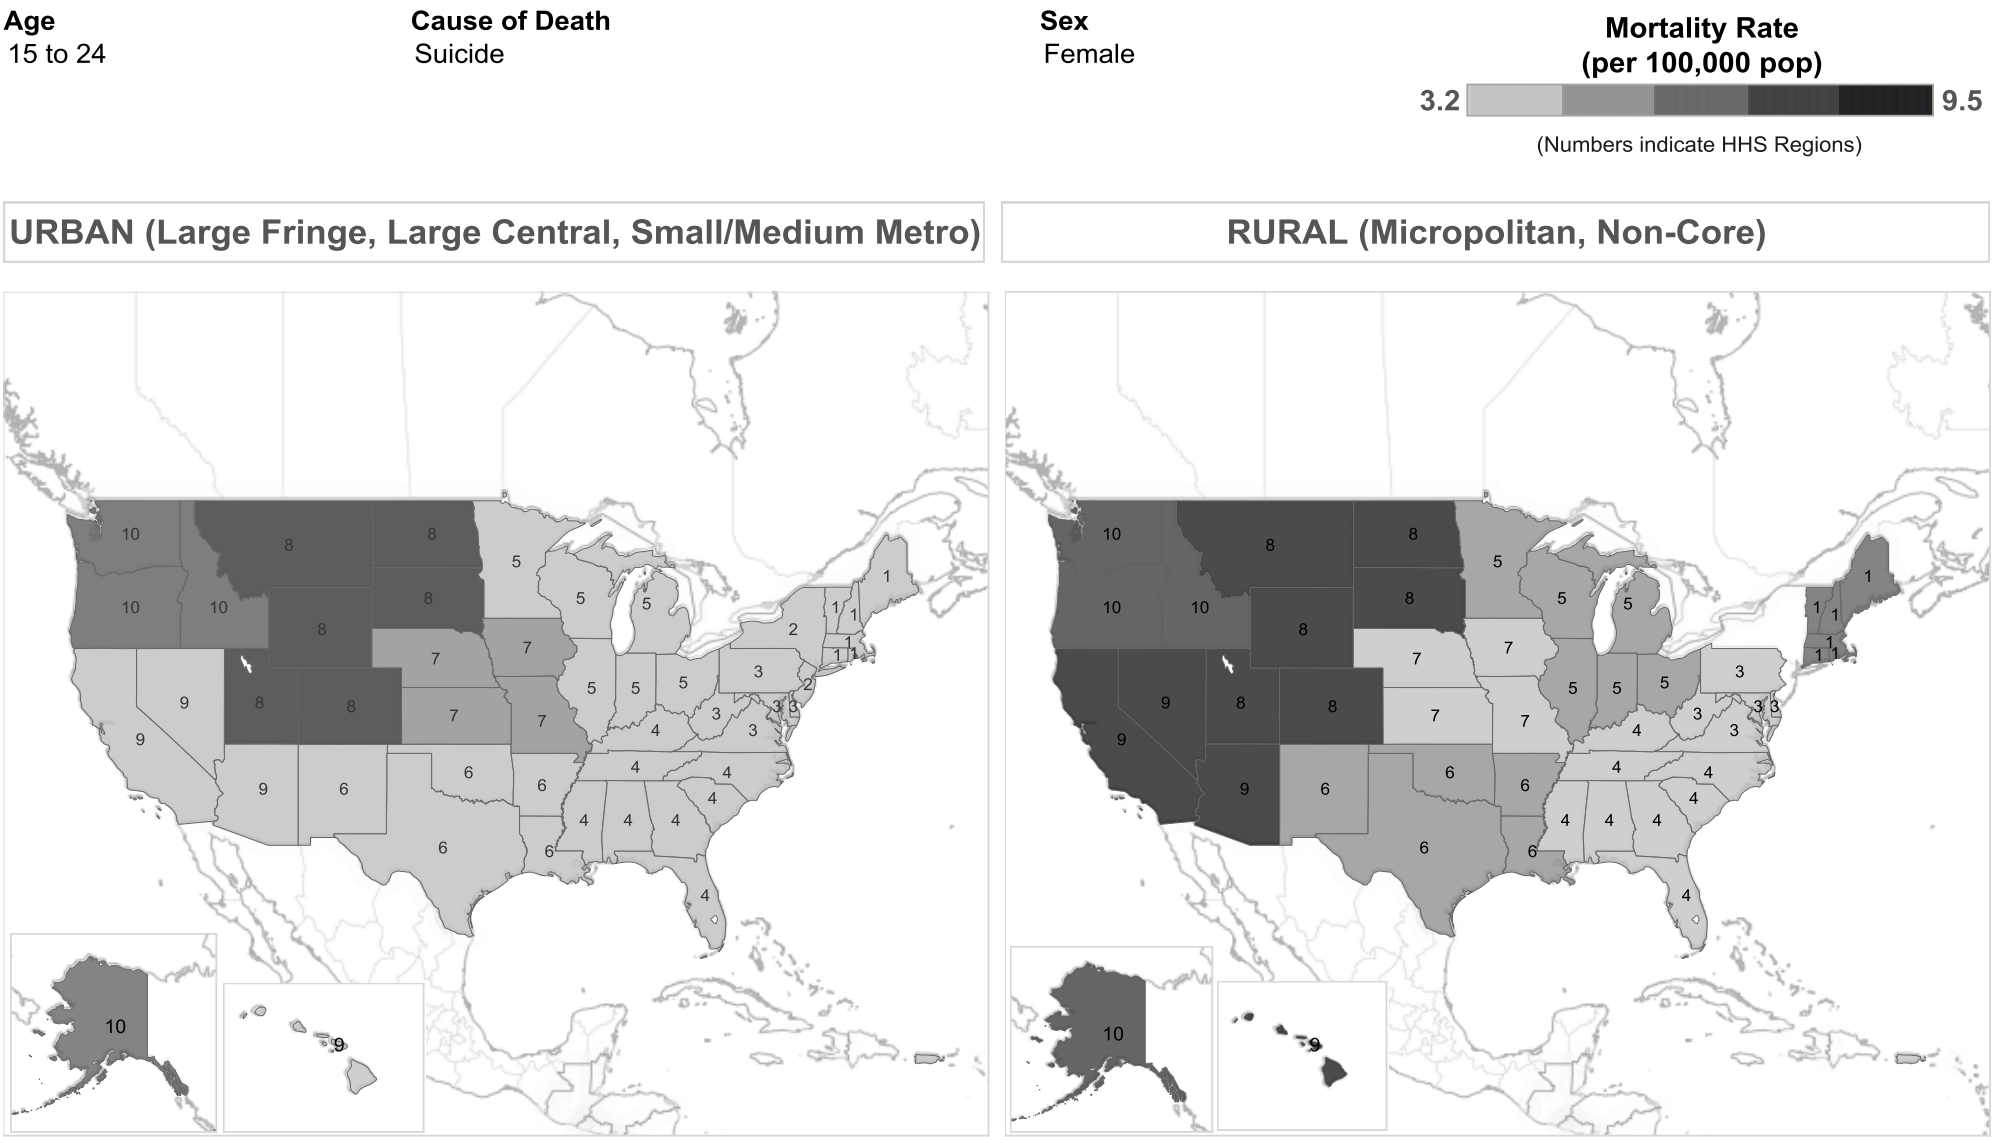 Age
15 to 24
Cause of Death
Suicide
Sex
Female
Mortality Rate
(per 100,000 pop)
3.2 9.5
(Numbers indicate HHS Regions)
URBAN (Large Fringe, Large Central, Small/Medium Metro)
10 8 8
5 1
10 10 8 5 5 1 1
8 2
7 7 3 1
1 1
9 8 8 5 5 5 2
7 7 3 3 3
9 4 3
9 6 6 6 4 4
4
6 4 4 4
6
4
10
9
RURAL (Micropolitan, Non-Core)
10 8 8
5 1
10 10 8 5 5 1 1
8
7 7 3 1
1 1
9 8 8 5 5 5
7 7 3 3 3
9 4 3
9 6 6 6 4 4
4
6 4 4 4
6
4
10
9